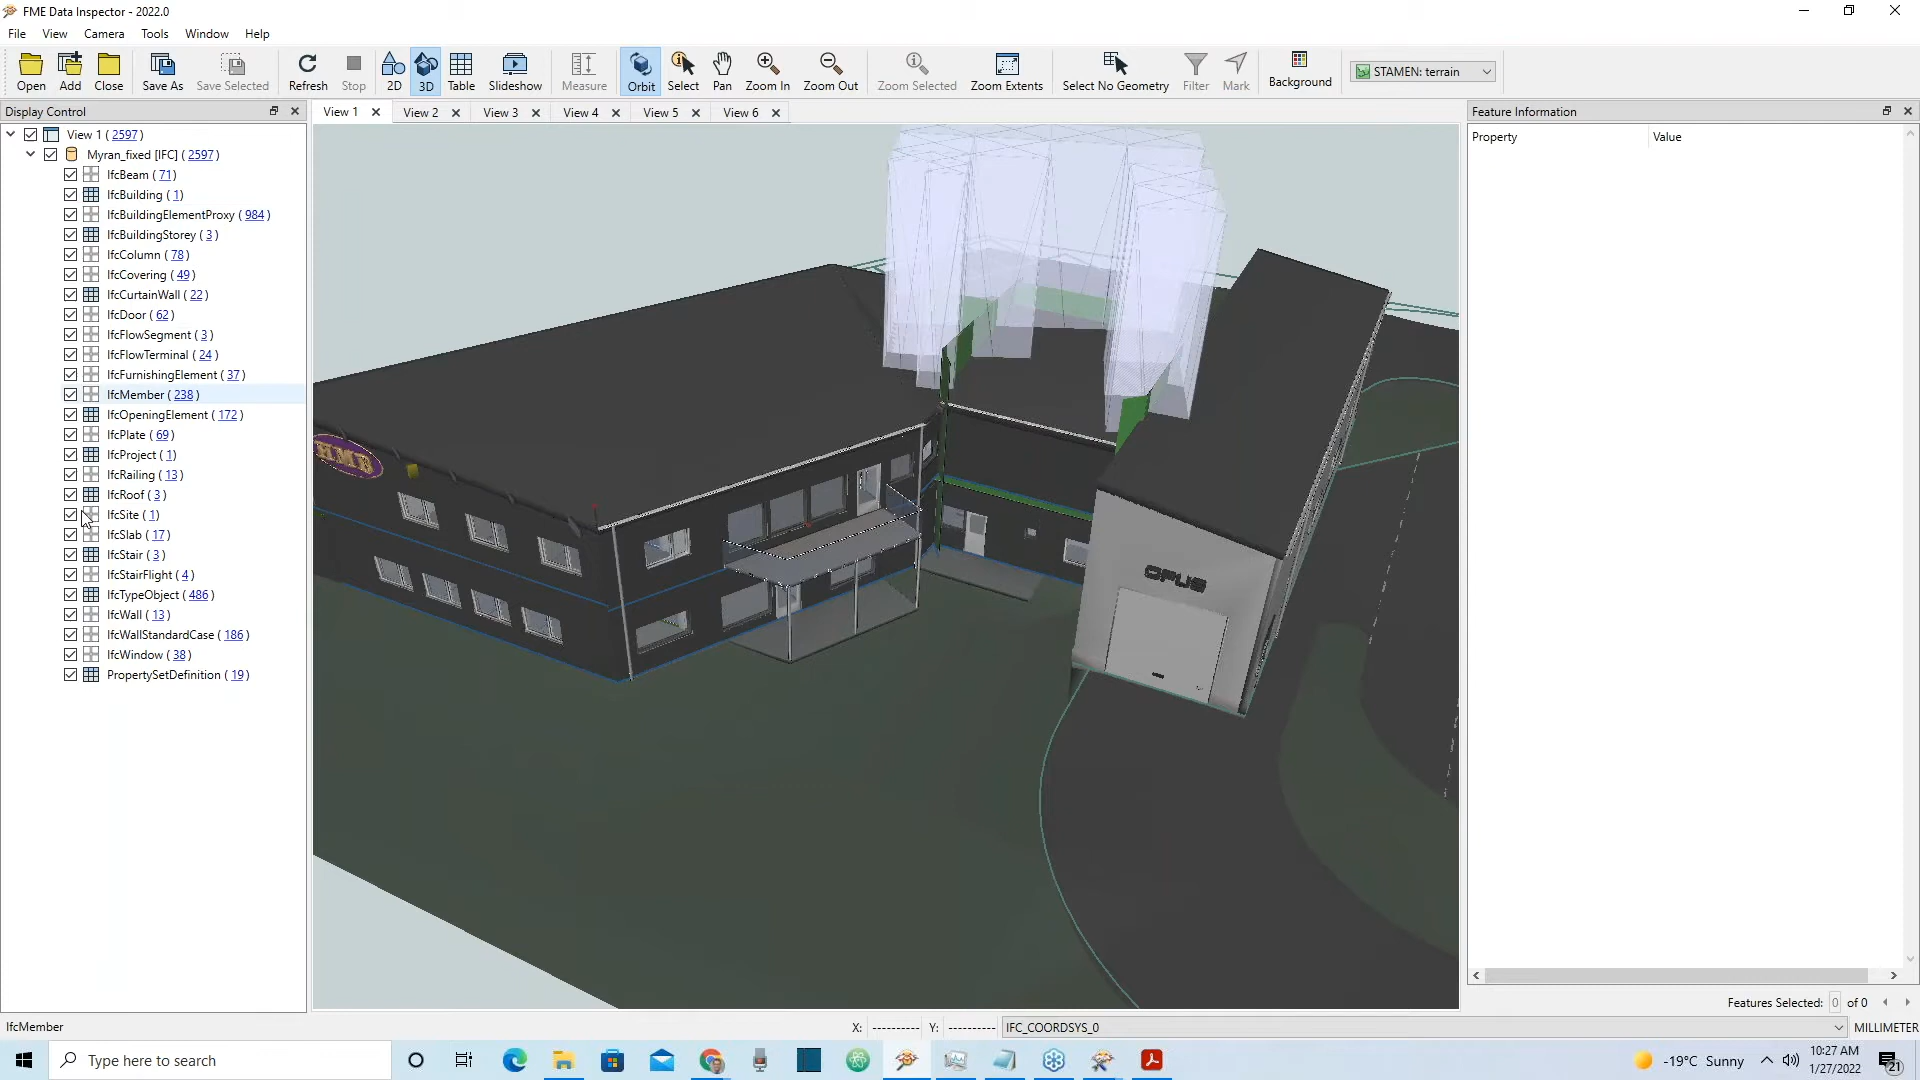 FME Data Inspector - 2022.0
File View Camera Tools Window Help
Open Add Close Save As Save Selected Refresh Stop 2D 3D Table Slideshow Measure Orbit Select Pan Zoom In Zoom Out Zoom Selected Zoom Extents Select No Geometry Filter Mark Background STAMEN: terrain
Display Control
View 1 View 2 View 3 View 4 View 5 View 6
Feature Information
View 1 (2597)
Property Value
Myran_fixed [IFC] (2597)
IfcBeam (71)
IfcBuilding (1)
IfcBuildingElementProxy (984)
IfcBuildingStorey (3)
IfcColumn (78)
IfcCovering (49)
IfcCurtainWall (22)
IfcDoor (62)
IfcFlowSegment (3)
IfcFlowTerminal (24)
IfcFurnishingElement (37)
IfcMember (238)
IfcOpeningElement (172)
IfcPlate (69)
IfcProject (1)
IfcRailing (13)
IfcRoof (3)
IfcSite (1)
IfcSlab (17)
IfcStair (3)
IfcStairFlight (4)
IfcTypeObject (486)
IfcWall (13)
IfcWallStandardCase (186)
IfcWindow (38)
PropertySetDefinition (19)
HMB
OPUS
Features Selected: 0 of 0
IfcMember X: ---------- Y: ---------- IFC_COORDSYS_0 MILLIMETER
Type here to search
-19°C Sunny
10:27 AM
1/27/2022
21